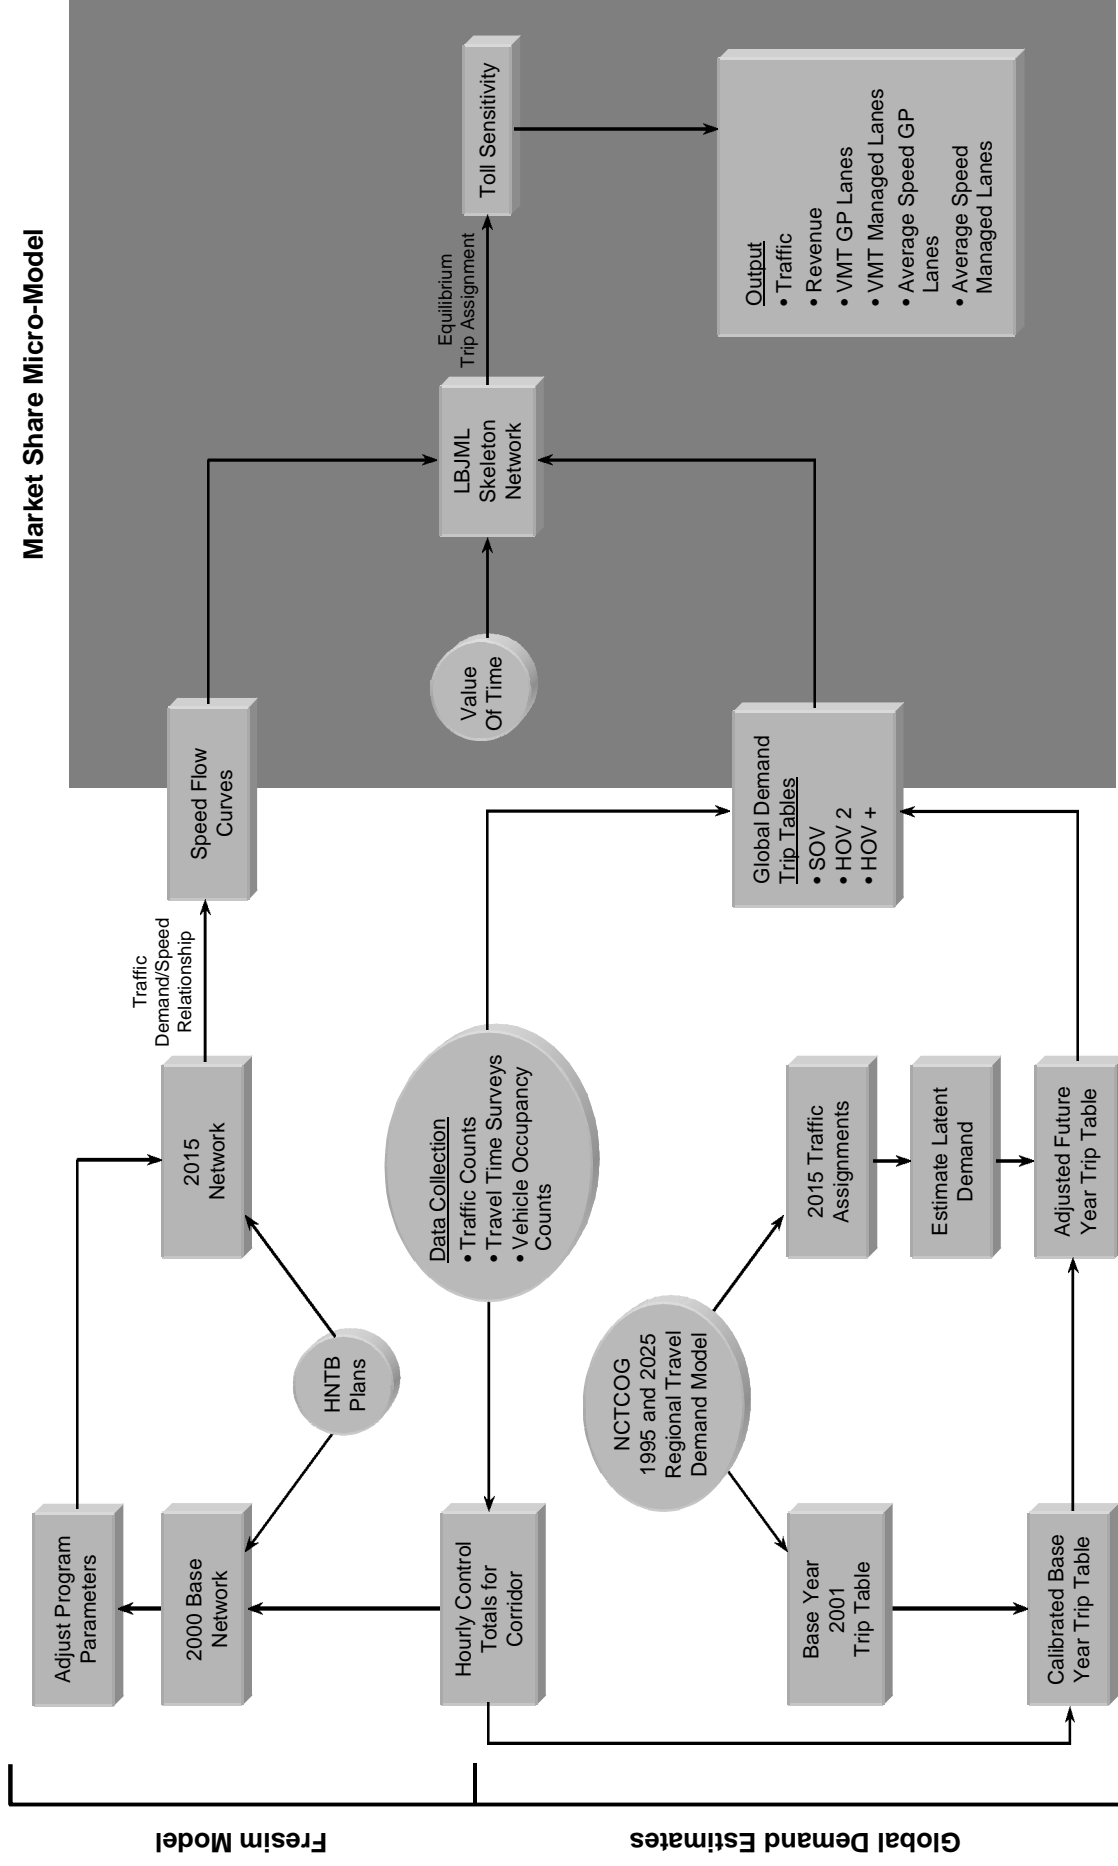 Market Share Micro-Model
Fresim Model
Global Demand Estimates
Adjust Program
Parameters
2000 Base
Network
HNTB
Plans
2015
Network
Traffic
Demand/Speed
Relationship
Speed Flow
Curves
Hourly Control
Totals for
Corridor
Data Collection
• Traffic Counts
• Travel Time Surveys
• Vehicle Occupancy
Counts
Value
Of Time
LBJML
Skeleton
Network
Equilibrium
Trip Assignment
Toll Sensitivity
NCTCOG
1995 and 2025
Regional Travel
Demand Model
Base Year
2001
Trip Table
Calibrated Base
Year Trip Table
2015 Traffic
Assignments
Estimate Latent
Demand
Adjusted Future
Year Trip Table
Global Demand
Trip Tables
• SOV
• HOV 2
• HOV +
Output
• Traffic
• Revenue
• VMT GP Lanes
• VMT Managed Lanes
• Average Speed GP
Lanes
• Average Speed
Managed Lanes